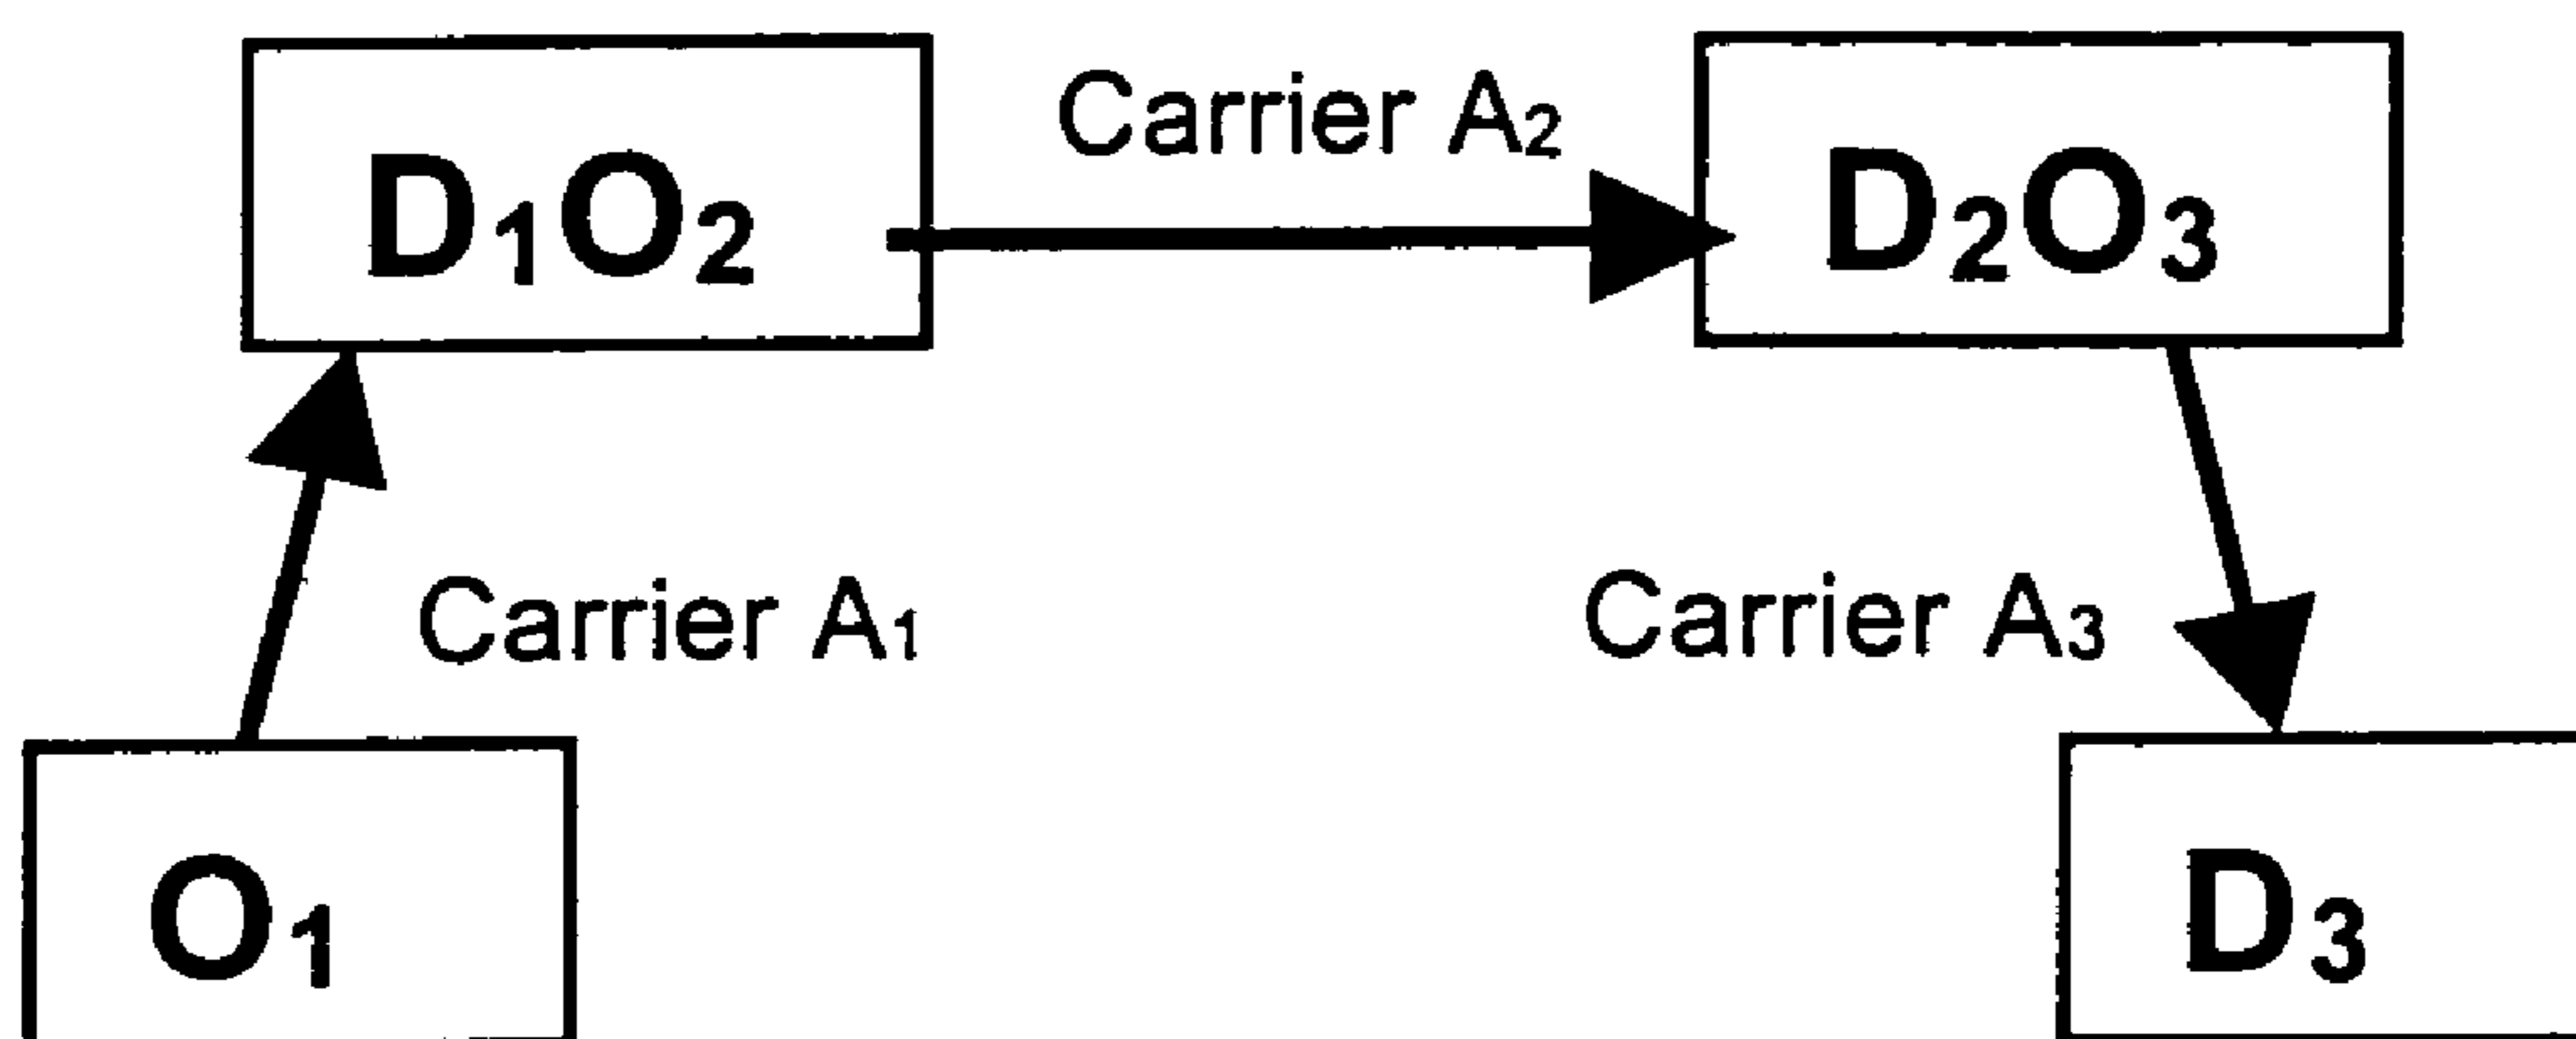 Carrier A₂
D₁O₂
D₂O₃
Carrier A₁
Carrier A₃
O₁
D₃